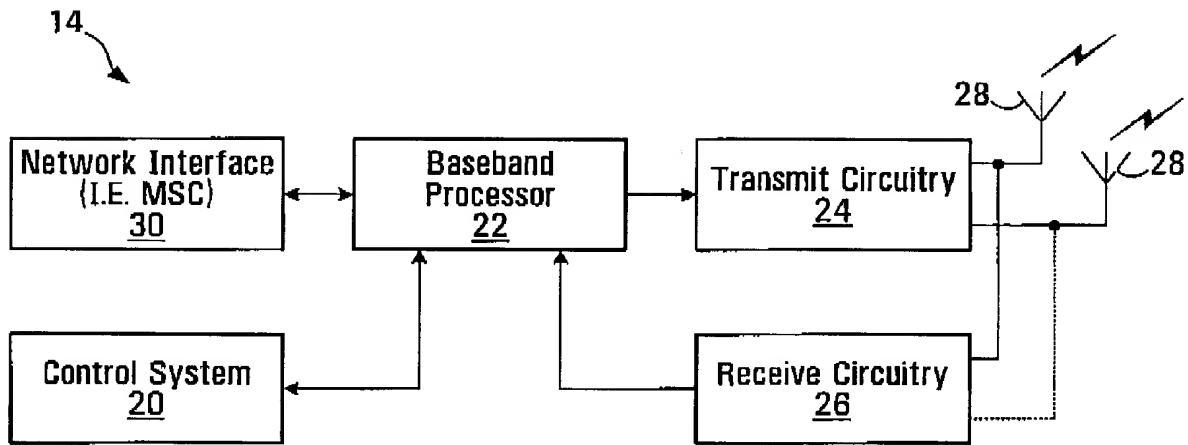 14
28
28
Network Interface
(I.E. MSC)
30
Baseband
Processor
22
Transmit Circuitry
24
Control System
20
Receive Circuitry
26